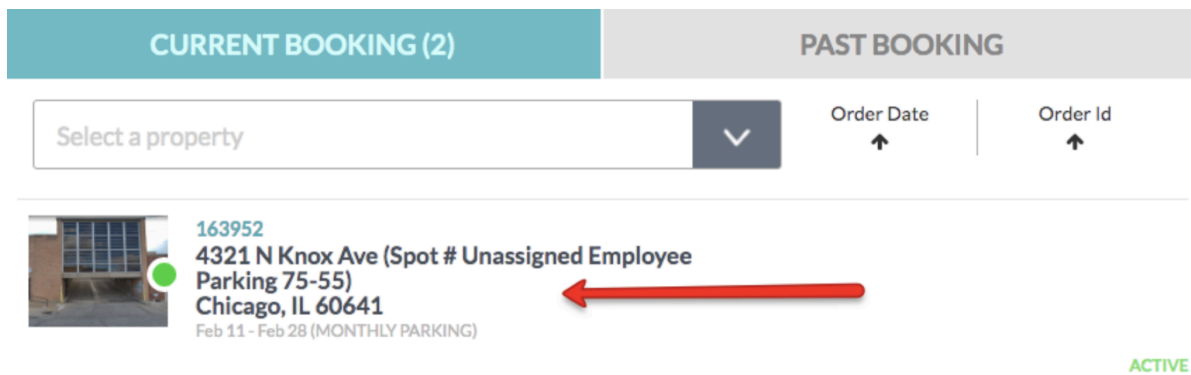 CURRENT BOOKING (2)
PAST BOOKING
Select a property
Order Date
Order Id
163952
4321 N Knox Ave (Spot # Unassigned Employee
Parking 75-55)
Chicago, IL 60641
Feb 11 - Feb 28 (MONTHLY PARKING)
ACTIVE